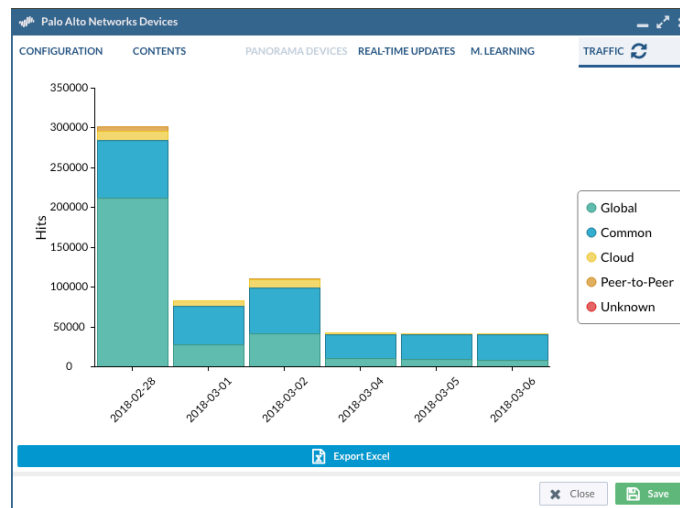 Palo Alto Networks Devices
CONFIGURATION CONTENTS PANORAMA DEVICES REAL-TIME UPDATES M. LEARNING TRAFFIC
350000
300000
250000
200000
150000
100000
50000
0
Hits
2018-02-28 2018-03-01 2018-03-02 2018-03-04 2018-03-05 2018-03-06
Global
Common
Cloud
Peer-to-Peer
Unknown
Export Excel
Close Save